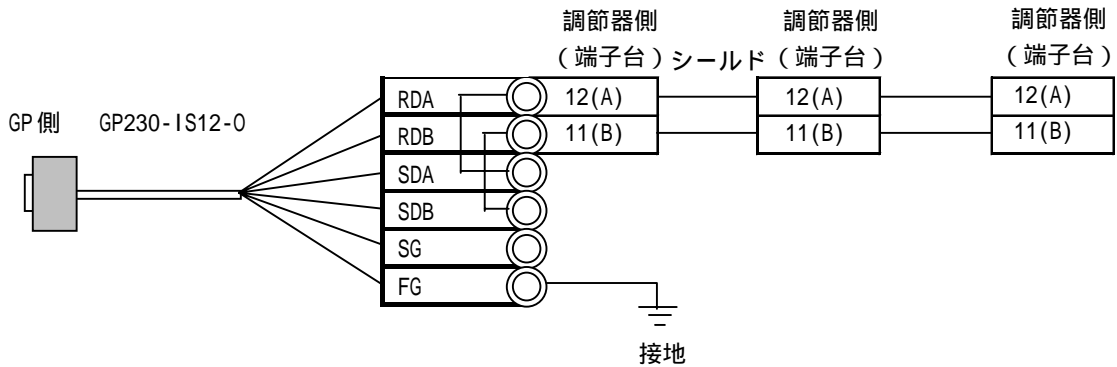 調節器側 調節器側 調節器側
(端子台) シールド (端子台) (端子台)
RDA 12(A) 12(A) 12(A)
GP側 GP230-IS12-O
RDB 11(B) 11(B) 11(B)
SDA
SDB
SG
FG
接地